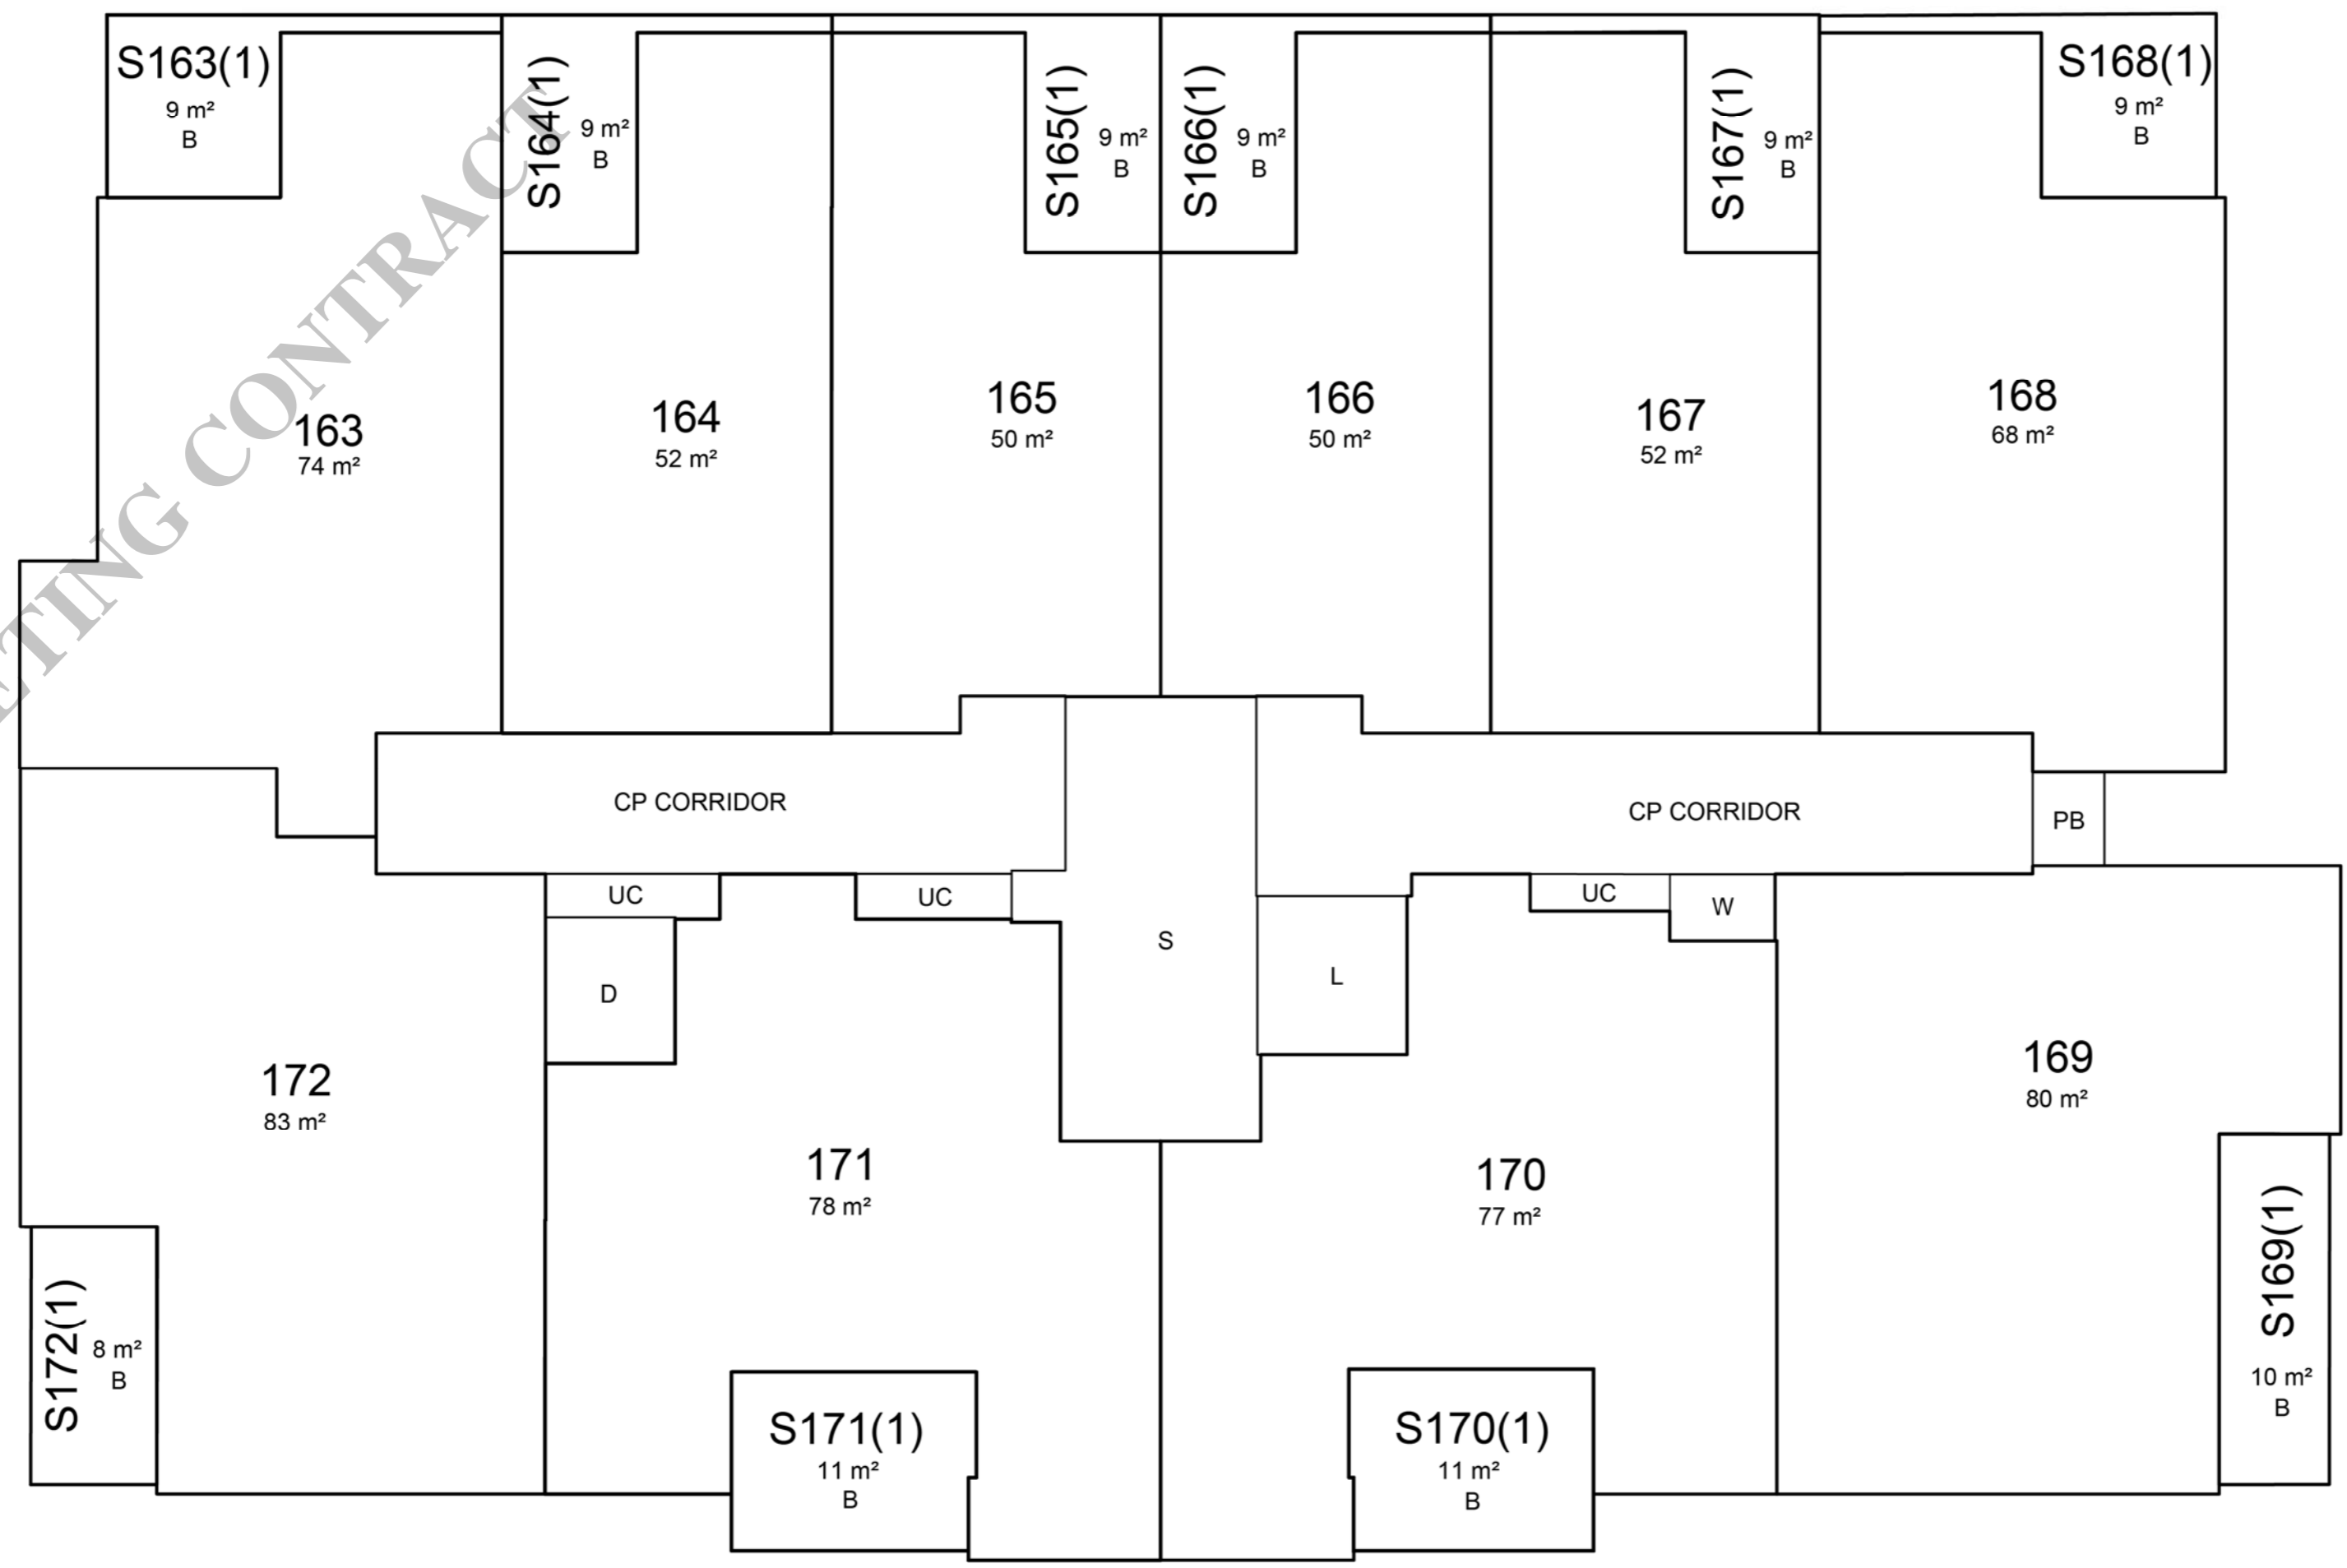 S163(1)
9 m²
B
S164(1)
9 m²
B
S165(1)
9 m²
B
S166(1)
9 m²
B
S167(1)
9 m²
B
S168(1)
9 m²
B
163
74 m²
164
52 m²
165
50 m²
166
50 m²
167
52 m²
168
68 m²
CP CORRIDOR
CP CORRIDOR
PB
UC
UC
UC
W
D
S
L
172
83 m²
171
78 m²
170
77 m²
169
80 m²
S172(1)
8 m²
B
S171(1)
11 m²
B
S170(1)
11 m²
B
S169(1)
10 m²
B
ETING CONTRACT